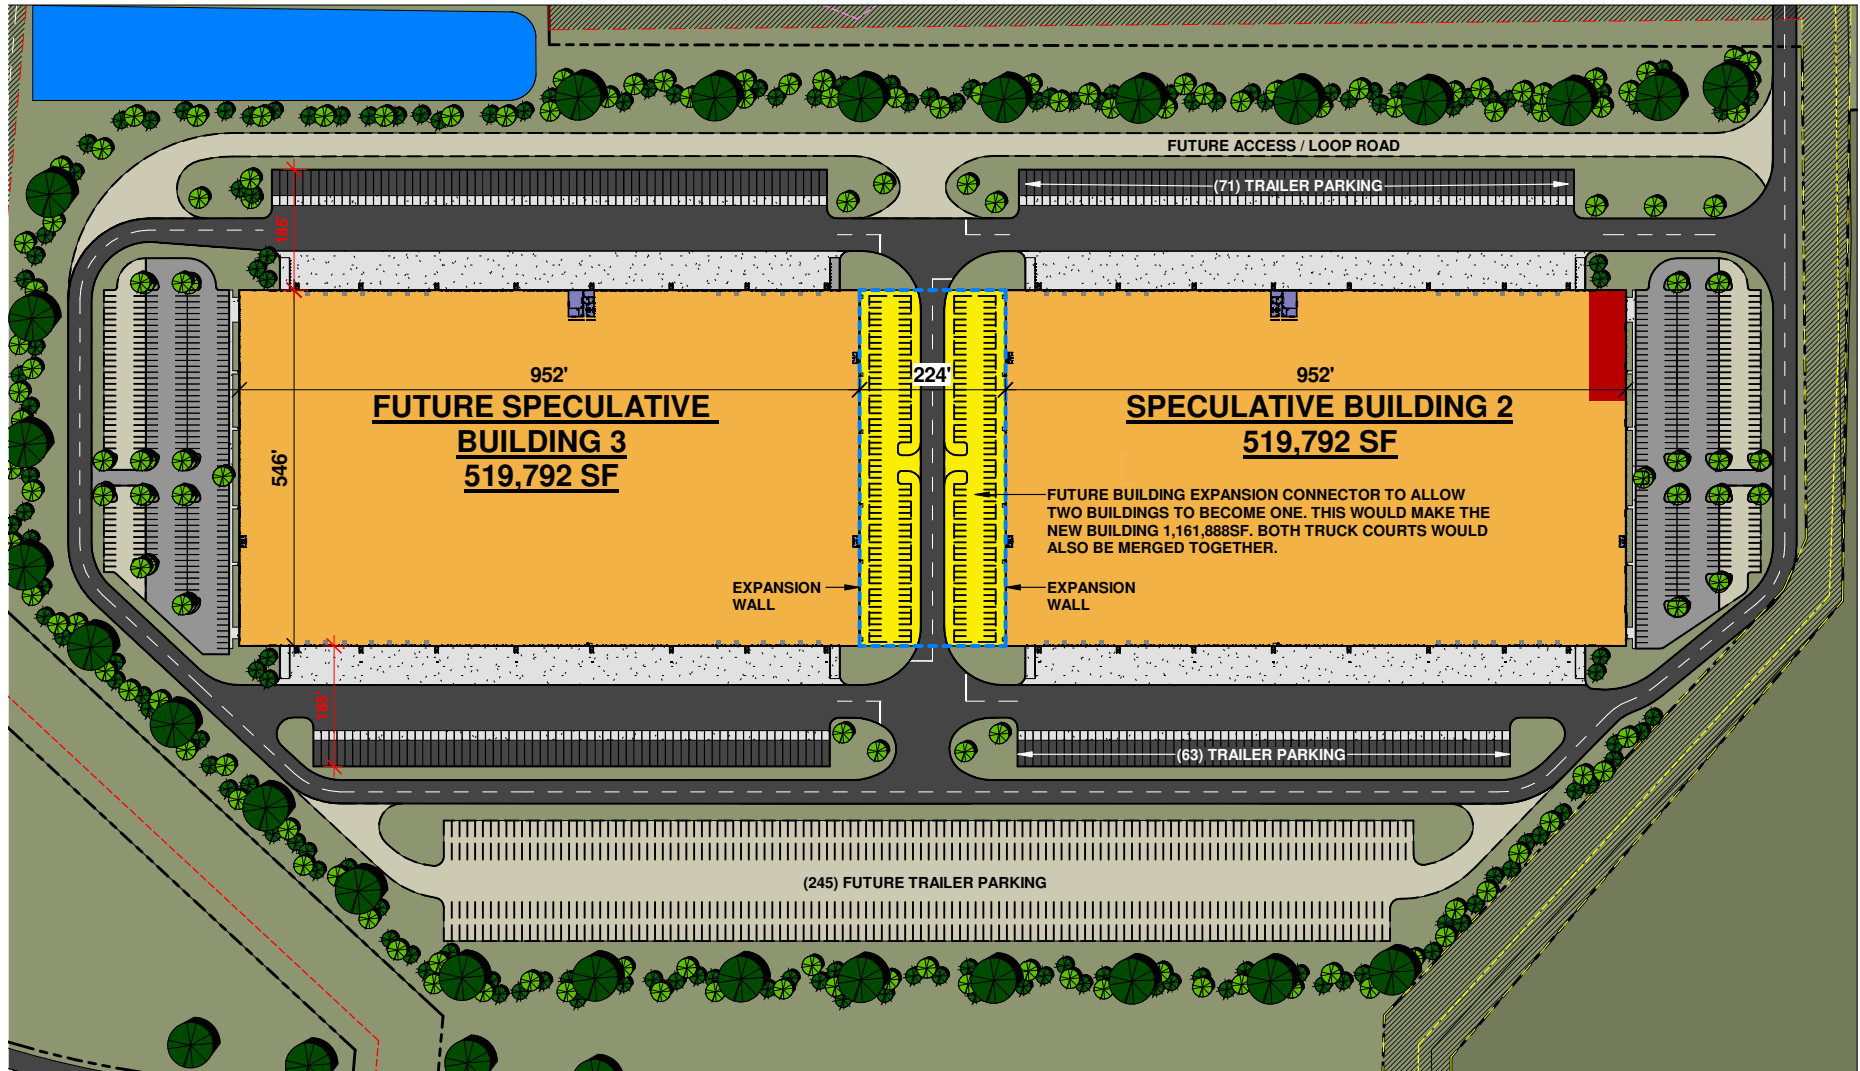 FUTURE ACCESS / LOOP ROAD
(71) TRAILER PARKING
185'
952'
224'
952'
FUTURE SPECULATIVE
BUILDING 3
519,792 SF
SPECULATIVE BUILDING 2
519,792 SF
546'
FUTURE BUILDING EXPANSION CONNECTOR TO ALLOW
TWO BUILDINGS TO BECOME ONE. THIS WOULD MAKE THE
NEW BUILDING 1,161,888SF. BOTH TRUCK COURTS WOULD
ALSO BE MERGED TOGETHER.
EXPANSION
WALL
EXPANSION
WALL
185'
(63) TRAILER PARKING
(245) FUTURE TRAILER PARKING